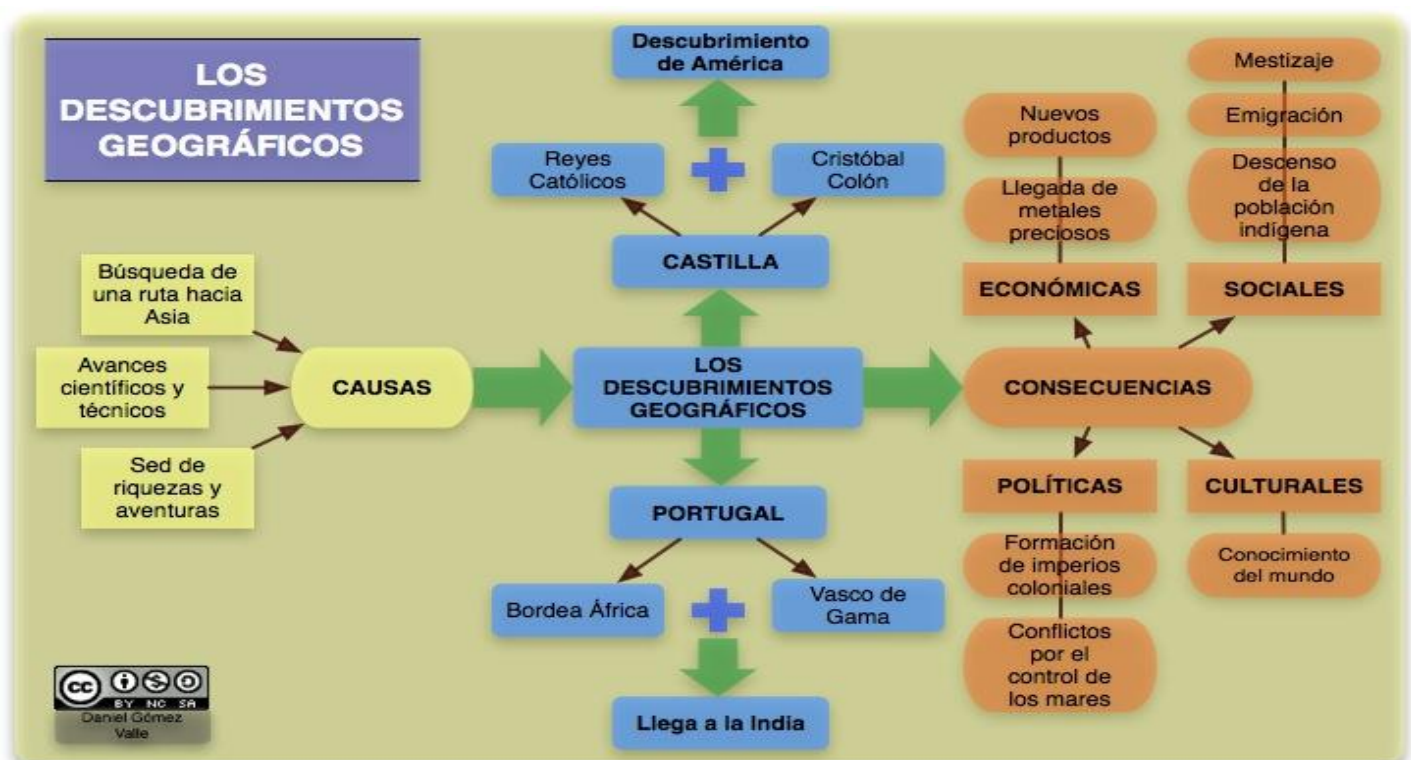 LOS
DESCUBRIMIENTOS
GEOGRÁFICOS
Descubrimiento
de América
Reyes
Católicos
Cristóbal
Colón
CASTILLA
Búsqueda de
una ruta hacia
Asia
Avances
científicos y
técnicos
Sed de
riquezas y
aventuras
CAUSAS
LOS
DESCUBRIMIENTOS
GEOGRÁFICOS
PORTUGAL
Bordea África
Vasco de
Gama
Llega a la India
Nuevos
productos
Llegada de
metales
preciosos
ECONÓMICAS
Mestizaje
Emigración
Descenso
de la
población
indígena
SOCIALES
CONSECUENCIAS
POLÍTICAS
Formación
de imperios
coloniales
Conflictos
por el
control de
los mares
CULTURALES
Conocimiento
del mundo
cc
BY NC SA
Daniel Gómez
Valle